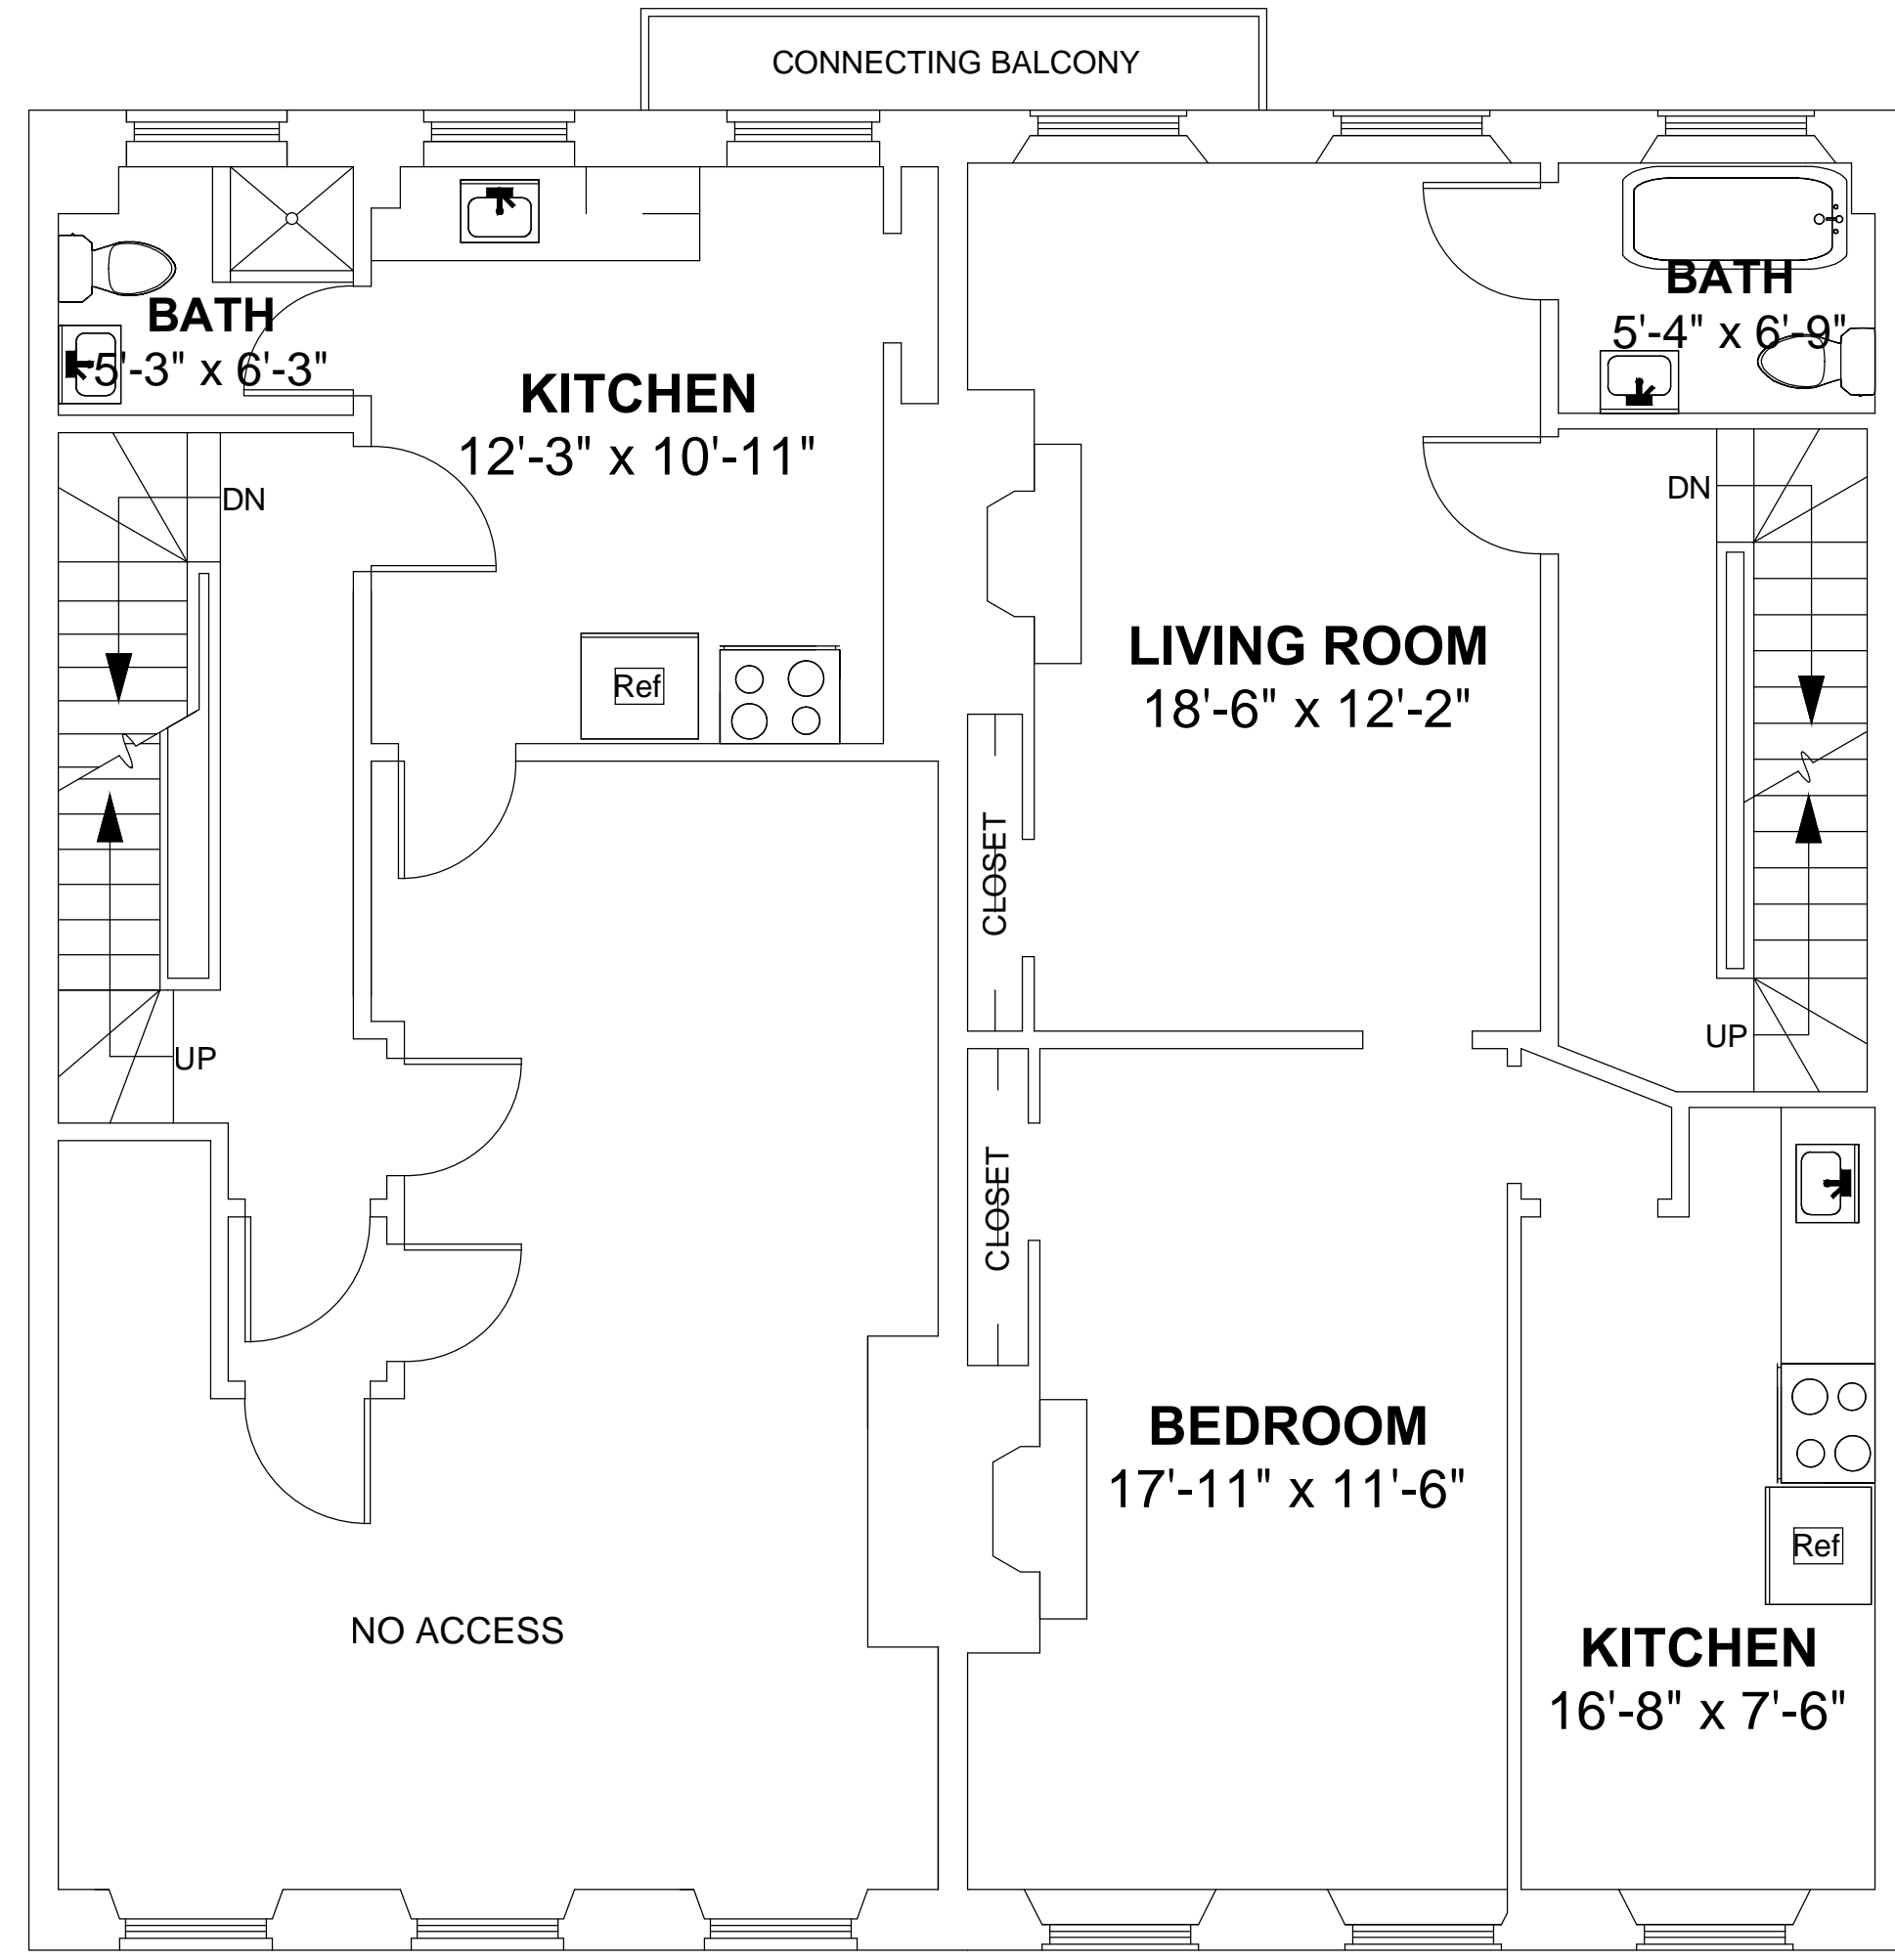 CONNECTING BALCONY
BATH
5'-3" x 6'-3"
BATH
5'-4" x 6'-9"
KITCHEN
12'-3" x 10'-11"
DN
DN
LIVING ROOM
18'-6" x 12'-2"
Ref
CLOSET
UP
UP
CLOSET
BEDROOM
17'-11" x 11'-6"
Ref
NO ACCESS
KITCHEN
16'-8" x 7'-6"